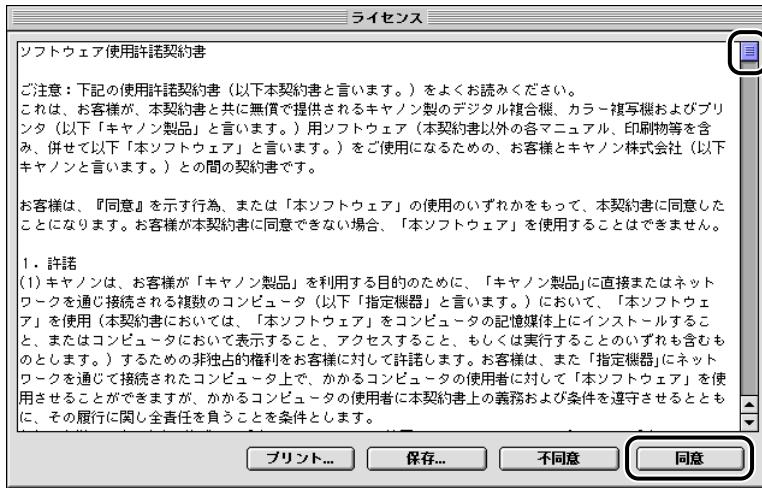 ライセンス
ソフトウェア使用許諾契約書
ご注意：下記の使用許諾契約書（以下本契約書と言います。）をよくお読みください。
これは、お客様が、本契約書と共に無償で提供されるキヤノン製のデジタル複合機、カラー複写機およびプリ
ンタ（以下「キヤノン製品」と言います。）用ソフトウェア（本契約書以外の各マニュアル、印刷物等を含
み、併せて以下「本ソフトウェア」と言います。）をご使用になるための、お客様とキヤノン株式会社（以下
キヤノンと言います。）との間の契約書です。
お客様は、『同意』を示す行為、または「本ソフトウェア」の使用のいずれかをもって、本契約書に同意した
ことになります。お客様が本契約書に同意できない場合、「本ソフトウェア」を使用することはできません。
1．許諾
(1) キヤノンは、お客様が「キヤノン製品」を利用する目的のために、「キヤノン製品」に直接またはネット
ワークを通じ接続される複数のコンピュータ（以下「指定機器」と言います。）において、「本ソフトウェ
ア」を使用（本契約書においては、「本ソフトウェア」をコンピュータの記憶媒体上にインストールするこ
と、またはコンピュータにおいて表示すること、アクセスすること、もしくは実行することのいずれも含むも
のとします。）するための非独占的権利をお客様に対して許諾します。お客様は、また「指定機器」にネット
ワークを通じて接続されたコンピュータ上で、かかるコンピュータの使用者に対して「本ソフトウェア」を使
用させることができますが、かかるコンピュータの使用者に本契約書上の義務および条件を遵守させるととも
に、その履行に関し全責任を負うことを条件とします。
プリント... 保存... 不同意 同意